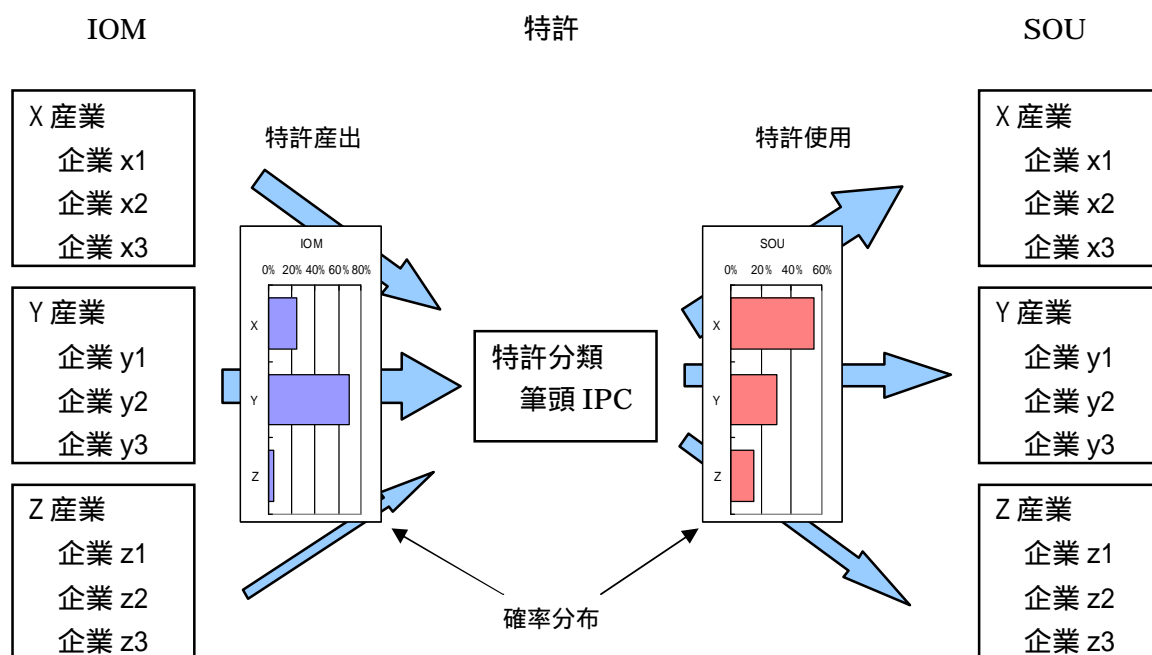 IOM
特許
SOU
X 産業
企業 x1
企業 x2
企業 x3
Y 産業
企業 y1
企業 y2
企業 y3
Z 産業
企業 z1
企業 z2
企業 z3
特許産出
IOM
0% 20% 40% 60% 80%
X
Y
Z
特許分類
筆頭 IPC
確率分布
特許使用
SOU
0% 20% 40% 60%
X
Y
Z
X 産業
企業 x1
企業 x2
企業 x3
Y 産業
企業 y1
企業 y2
企業 y3
Z 産業
企業 z1
企業 z2
企業 z3